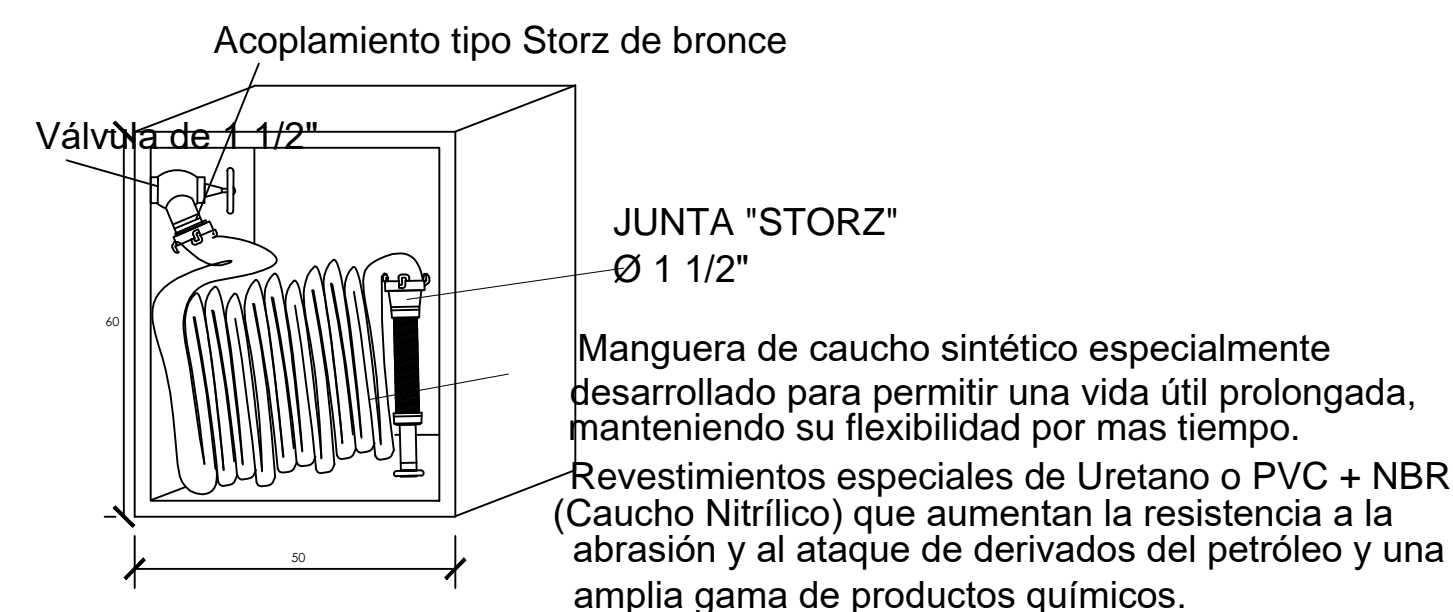 Acoplamiento tipo Storz de bronce
Válvula de 1 1/2"
JUNTA "STORZ"
Ø 1 1/2"
60
Manguera de caucho sintético especialmente
desarrollado para permitir una vida útil prolongada,
manteniendo su flexibilidad por mas tiempo.
Revestimientos especiales de Uretano o PVC + NBR
(Caucho Nitrílico) que aumentan la resistencia a la
abrasión y al ataque de derivados del petróleo y una
amplia gama de productos químicos.
50